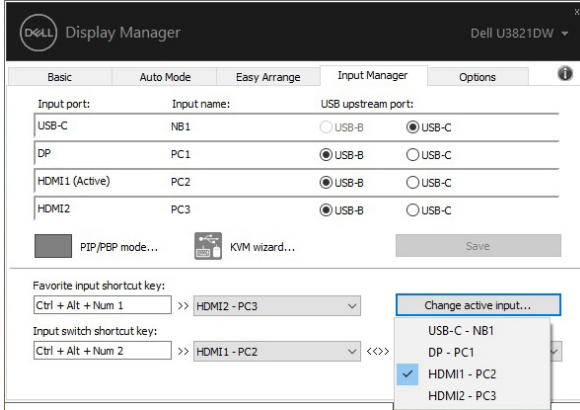 DELL Display Manager
Dell U3821DW
Basic Auto Mode Easy Arrange Input Manager Options
Input port: Input name: USB upstream port:
USB-C NB1 USB-B USB-C
DP PC1 USB-B USB-C
HDMI1 (Active) PC2 USB-B USB-C
HDMI2 PC3 USB-B USB-C
PIP/PBP mode... KVM wizard... Save
Favorite input shortcut key:
Ctrl + Alt + Num 1 >> HDMI2 - PC3 Change active input...
Input switch shortcut key:
Ctrl + Alt + Num 2 >> HDMI1 - PC2 <<>>
USB-C - NB1
DP - PC1
HDMI1 - PC2
HDMI2 - PC3